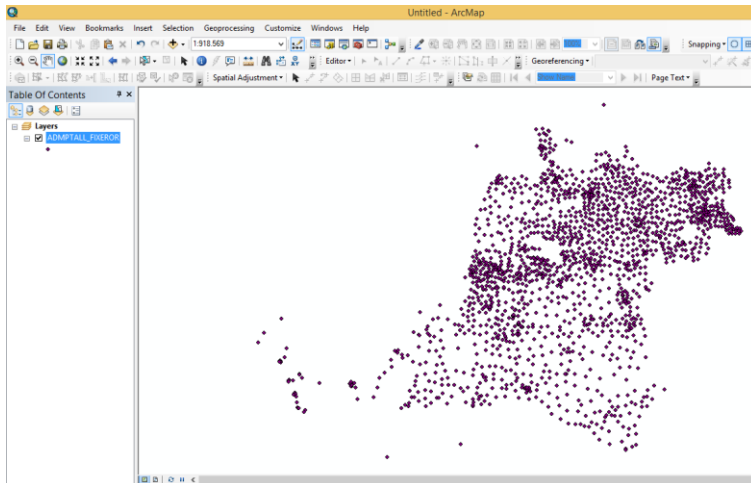 Untitled - ArcMap
File Edit View Bookmarks Insert Selection Geoprocessing Customize Windows Help
1:918.569 Snapping
Editor Georeferencing
Spatial Adjustment Page Text
Table Of Contents
Layers
ADMPTALL_FIXEROR